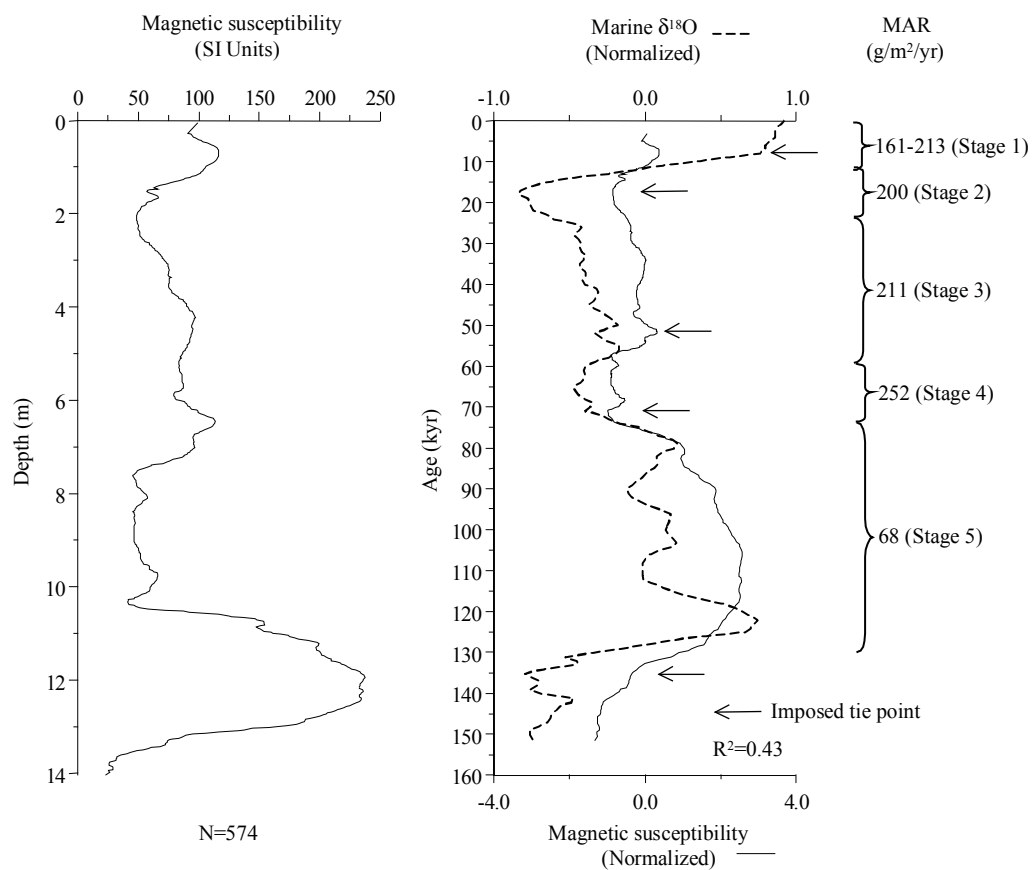 Magnetic susceptibility
(SI Units)
0 50 100 150 200 250
0
2
4
6
8
10
12
14
Depth (m)
N=574
Marine δ¹⁸O
(Normalized)
-1.0 0.0 1.0
0
10
20
30
40
50
60
70
80
90
100
110
120
130
140
150
160
Age (kyr)
Imposed tie point
R²=0.43
-4.0 0.0 4.0
Magnetic susceptibility
(Normalized)
MAR
(g/m²/yr)
161-213 (Stage 1)
200 (Stage 2)
211 (Stage 3)
252 (Stage 4)
68 (Stage 5)